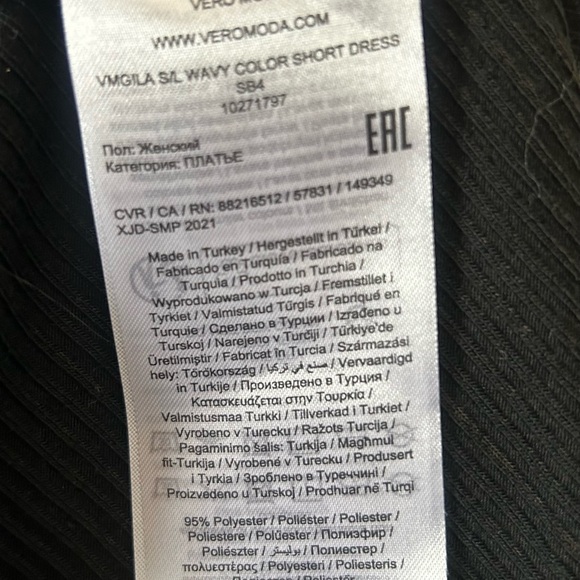 VERO MODA
WWW.VEROMODA.COM
VMGILA S/L WAVY COLOR SHORT DRESS
SB4
10271797
EAC
Пол: Женский
Категория: ПЛАТЬЕ
CVR / CA / RN: 88216512 / 57831 / 149349
XJD-SMP 2021
Made in Turkey / Hergestellt in Türkei /
Fabricado en Turquía / Fabricado na
Turquia / Prodotto in Turchia /
Wyprodukowano w Turcja / Fremstillet i
Tyrkiet / Valmistatud Türgis / Fabriqué en
Turquie / Сделано в Турции / Izrađeno u
Turskoj / Narejeno v Turčiji / Türkiye'de
Üretilmiştir / Fabricat în Turcia / Származási
hely: Törökország / صنع في تركيا / Vervaardigd
in Turkije / Произведено в Турция /
Κατασκευάζεται στην Τουρκία /
Valmistusmaa Turkki / Tillverkad i Turkiet /
Vyrobeno v Turecku / Ražots Turcija /
Pagaminimo šalis: Turkija / Magħmul
fit-Turkija / Vyrobené v Turecku / Produsert
i Tyrkia / Зроблено в Туреччині /
Proizvedeno u Turskoj / Prodhuar në Turqi
95% Polyester / Poliéster / Poliester /
Poliestere / Polüester / Полиэфир /
Poliészter / بوليستر / Полиестер /
πολυεστέρας / Polyesteri / Poliesteris /